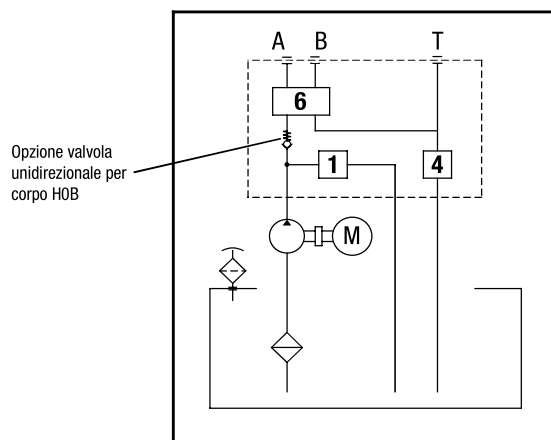 A B T
6
Opzione valvola
unidirezionale per
corpo H0B
1 4
M